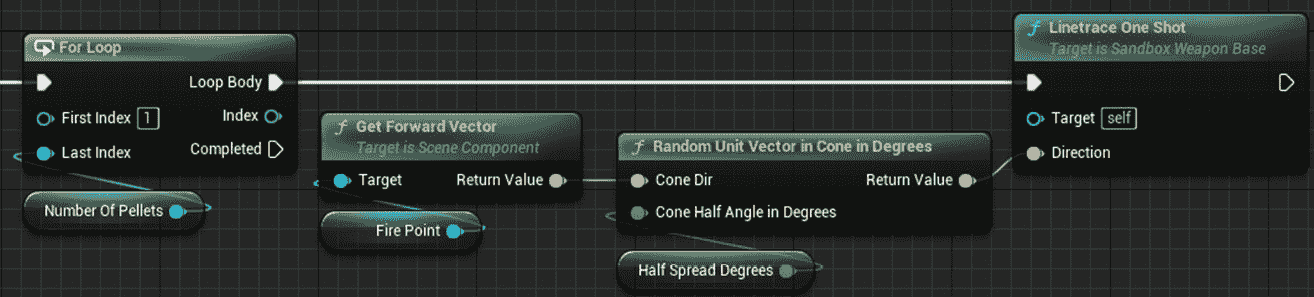 For Loop
Loop Body
First Index 1
Index
Last Index
Completed
Number Of Pellets
Get Forward Vector
Target is Scene Component
Target
Return Value
Fire Point
Random Unit Vector in Cone in Degrees
Cone Dir
Return Value
Cone Half Angle in Degrees
Half Spread Degrees
Linetrace One Shot
Target is Sandbox Weapon Base
Target self
Direction